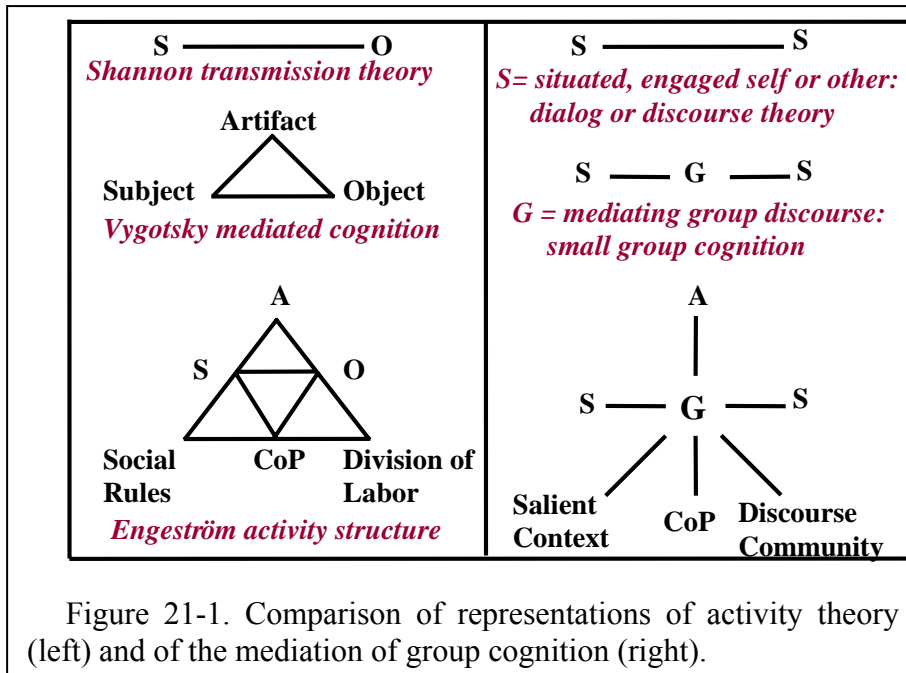 S O
Shannon transmission theory
Artifact
Subject Object
Vygotsky mediated cognition
A
S O
Social CoP Division of
Rules Labor
Engeström activity structure
S S
S= situated, engaged self or other:
dialog or discourse theory
S G S
G = mediating group discourse:
small group cognition
A
S G S
Salient CoP Discourse
Context Community
Figure 21-1. Comparison of representations of activity theory
(left) and of the mediation of group cognition (right).